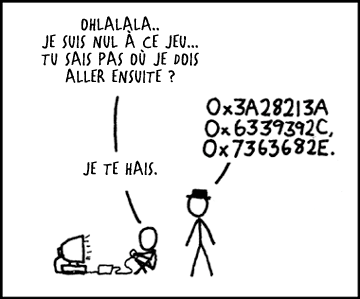 OHLALALA..
JE SUIS NUL À CE JEU...
TU SAIS PAS OÙ JE DOIS
ALLER ENSUITE ?
0x3A28213A
0x6339392C,
0x7363682E.
JE TE HAIS.